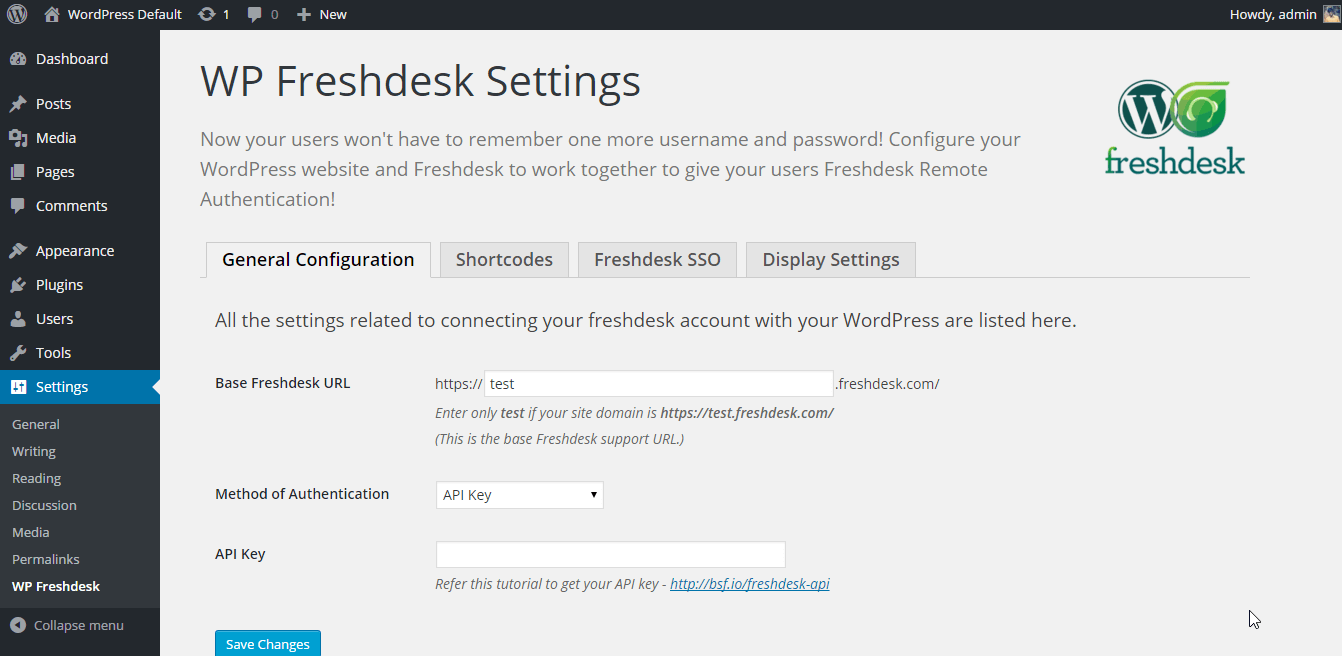 WordPress Default 1 0 New Howdy, admin
Dashboard
Posts
Media
Pages
Comments
Appearance
Plugins
Users
Tools
Settings
General
Writing
Reading
Discussion
Media
Permalinks
WP Freshdesk
Collapse menu
WP Freshdesk Settings
Now your users won't have to remember one more username and password! Configure your
WordPress website and Freshdesk to work together to give your users Freshdesk Remote
Authentication!
W
freshdesk
General Configuration Shortcodes Freshdesk SSO Display Settings
All the settings related to connecting your freshdesk account with your WordPress are listed here.
Base Freshdesk URL https:// test .freshdesk.com/
Enter only test if your site domain is https://test.freshdesk.com/
(This is the base Freshdesk support URL.)
Method of Authentication API Key
API Key
Refer this tutorial to get your API key - http://bsf.io/freshdesk-api
Save Changes